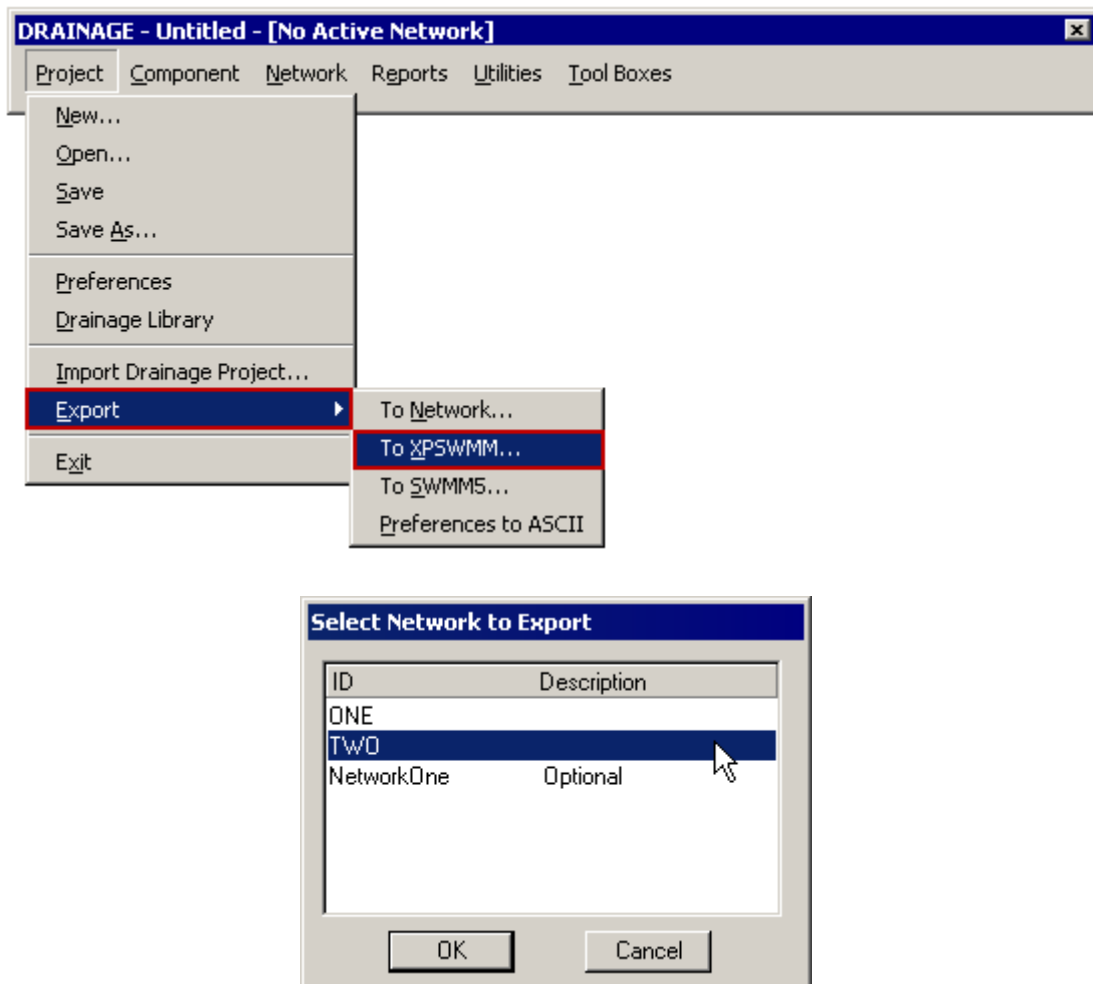 DRAINAGE - Untitled - [No Active Network]
Project Component Network Reports Utilities Tool Boxes
New...
Open...
Save
Save As...
Preferences
Drainage Library
Import Drainage Project...
Export
To Network...
To XPSWMM...
To SWMM5...
Preferences to ASCII
Exit
Select Network to Export
ID Description
ONE
TWO
NetworkOne Optional
OK Cancel